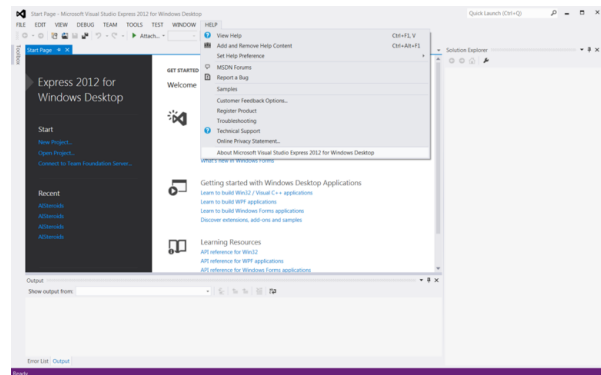 Start Page - Microsoft Visual Studio Express 2012 for Windows Desktop
Quick Launch (Ctrl+Q)
FILE EDIT VIEW DEBUG TEAM TOOLS TEST WINDOW HELP
Attach...
Toolbox
Start Page
Express 2012 for
Windows Desktop
Start
New Project...
Open Project...
Connect to Team Foundation Server...
Recent
AISteroids
AISteroids
AISteroids
AISteroids
GET STARTED
Welcome
View Help Ctrl+F1, V
Add and Remove Help Content Ctrl+Alt+F1
Set Help Preference
MSDN Forums
Report a Bug
Samples
Customer Feedback Options...
Register Product
Troubleshooting
Technical Support
Online Privacy Statement...
About Microsoft Visual Studio Express 2012 for Windows Desktop
What's new in Windows Forms
Getting started with Windows Desktop Applications
Learn to build Win32 / Visual C++ applications
Learn to build WPF applications
Learn to build Windows Forms applications
Discover extensions, add-ons and samples
Learning Resources
API reference for Win32
API reference for WPF applications
API reference for Windows Forms applications
Solution Explorer
Output
Show output from:
Error List Output
Ready